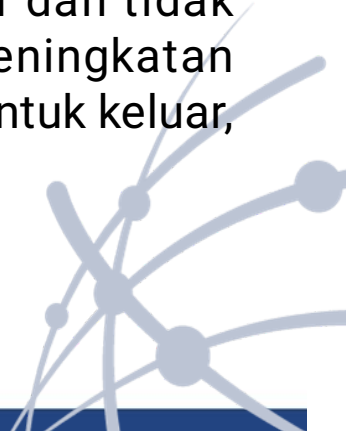 dan tidak
eningkatan
ntuk keluar,